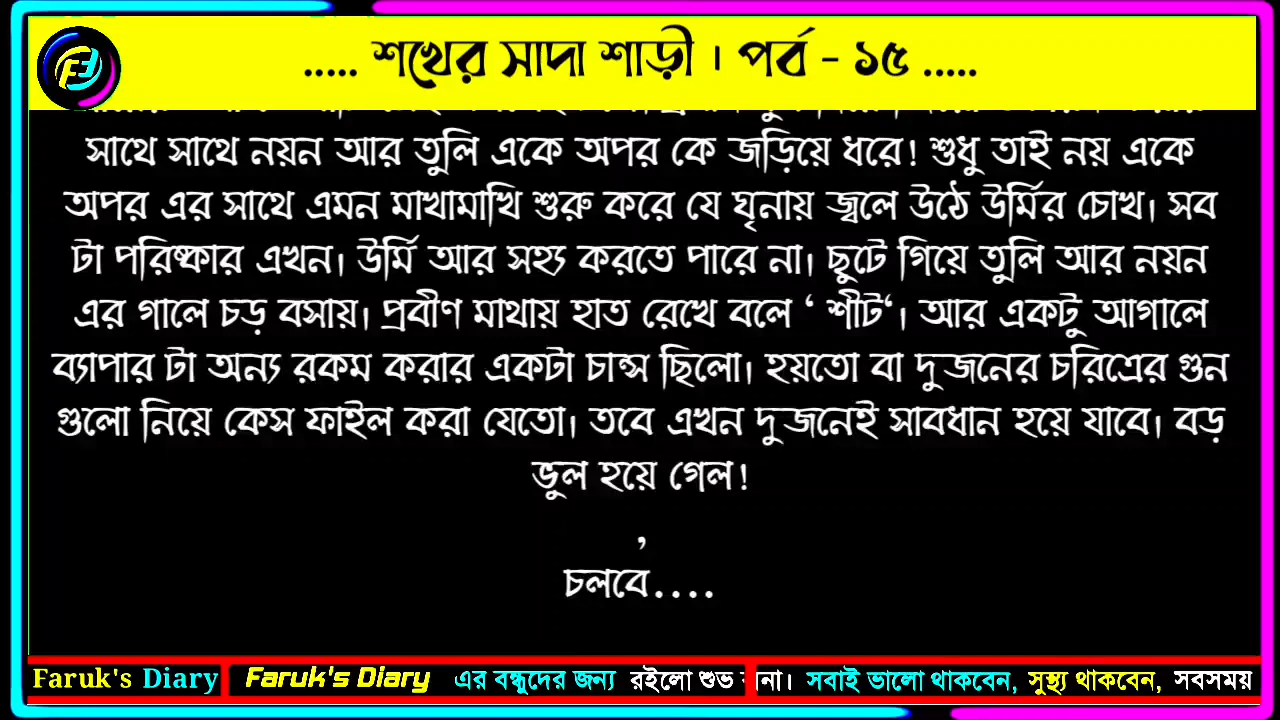 ..... শখের সাদা শাড়ী । পর্ব - ১৫ .....
সাথে সাথে নয়ন আর তুলি একে অপর কে জড়িয়ে ধরে! শুধু তাই নয় একে
অপর এর সাথে এমন মাখামাখি শুরু করে যে ঘৃনায় জ্বলে উঠে উর্মির চোখ। সব
টা পরিষ্কার এখন। উর্মি আর সহ্য করতে পারে না। ছুটে গিয়ে তুলি আর নয়ন
এর গালে চড় বসায়। প্রবীণ মাথায় হাত রেখে বলে ‘ শীট‘। আর একটু আগালে
ব্যাপার টা অন্য রকম করার একটা চান্স ছিলো। হয়তো বা দুজনের চরিত্রের গুন
গুলো নিয়ে কেস ফাইল করা যেতো। তবে এখন দুজনেই সাবধান হয়ে যাবে। বড়
ভুল হয়ে গেল!
,
চলবে....
Faruk's Diary Faruk's Diary এর বন্ধুদের জন্য রইলো শুভ না। সবাই ভালো থাকবেন, সুস্থ্য থাকবেন, সবসময়